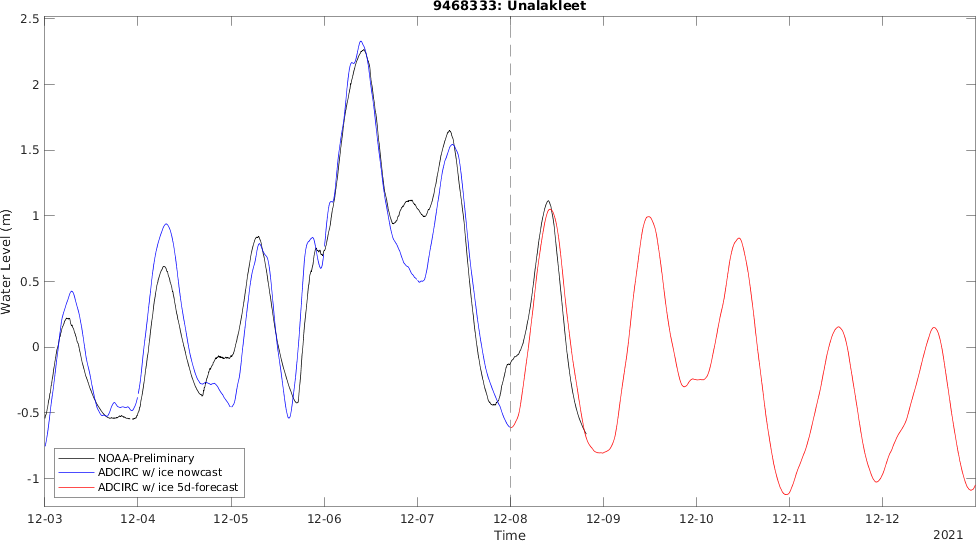 9468333: Unalakleet
Water Level (m)
2.5
2
1.5
1
0.5
0
-0.5
-1
NOAA-Preliminary
ADCIRC w/ ice nowcast
ADCIRC w/ ice 5d-forecast
12-03 12-04 12-05 12-06 12-07 12-08 12-09 12-10 12-11 12-12
Time
2021